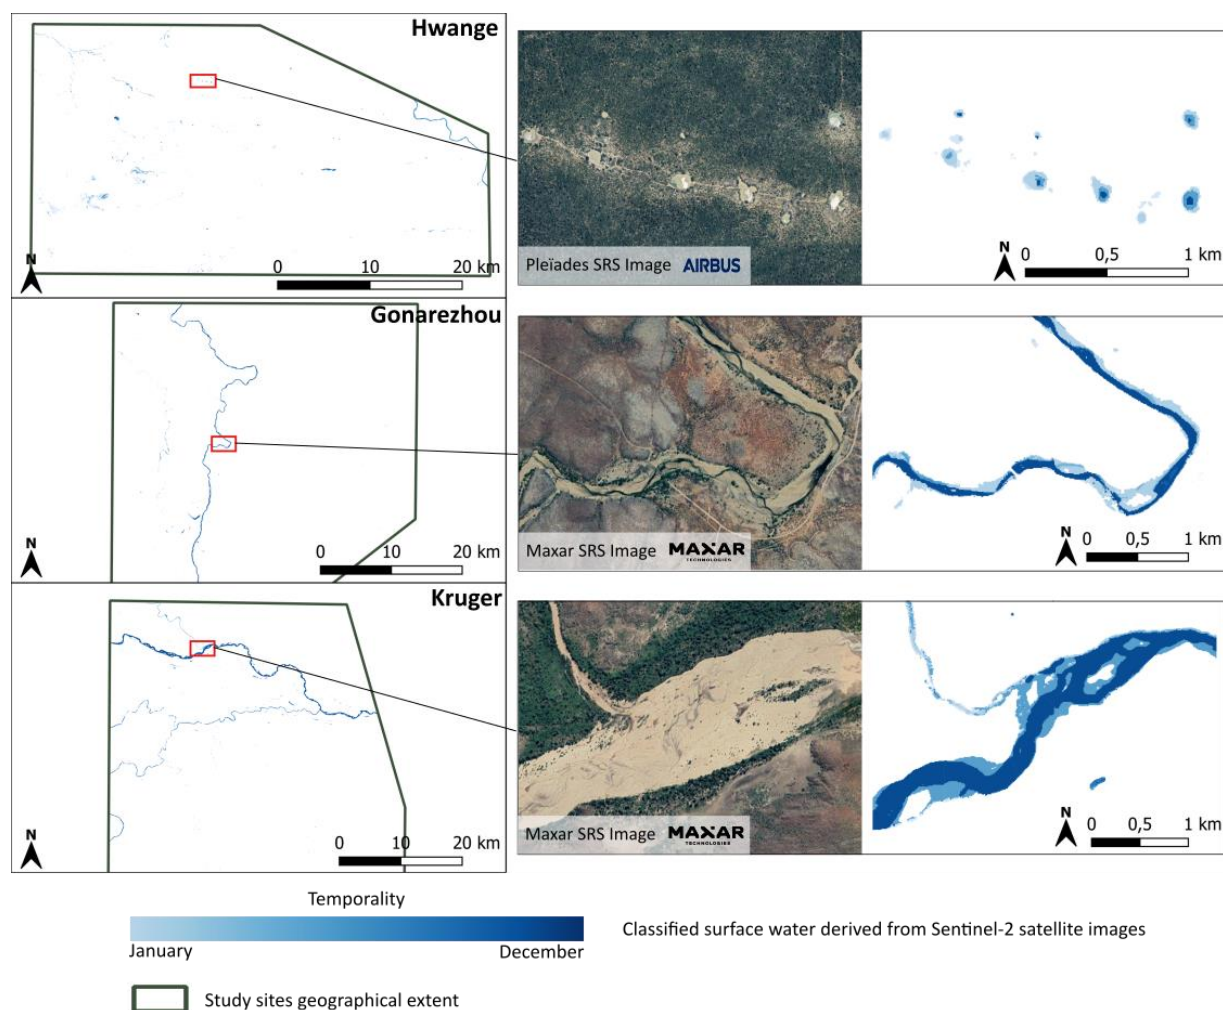 Hwange
N
0 10 20 km
Pleïades SRS Image AIRBUS
N
0 0,5 1 km
Gonarezhou
N
0 10 20 km
Maxar SRS Image MAXAR
TECHNOLOGIES
N
0 0,5 1 km
Kruger
N
0 10 20 km
Maxar SRS Image MAXAR
TECHNOLOGIES
N
0 0,5 1 km
Temporality
January December
Classified surface water derived from Sentinel-2 satellite images
Study sites geographical extent